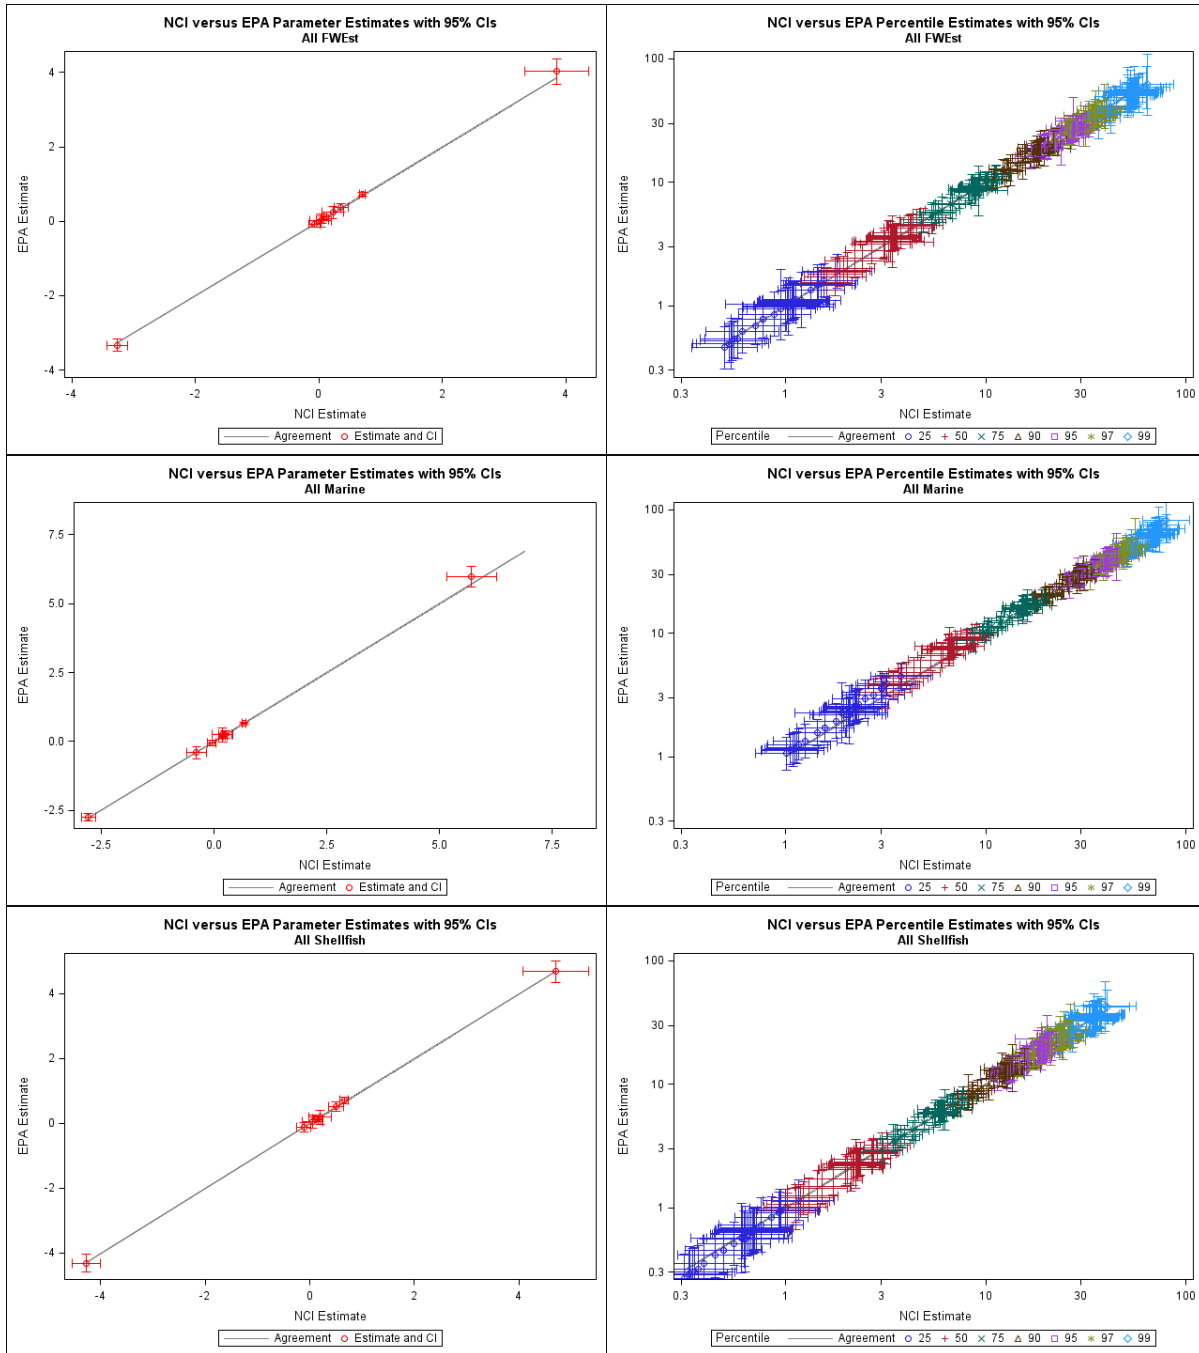 NCI versus EPA Parameter Estimates with 95% CIs
All FWEst
4
2
0
-2
-4
EPA Estimate
-4 -2 0 2 4
NCI Estimate
Agreement Estimate and CI
NCI versus EPA Percentile Estimates with 95% CIs
All FWEst
100
30
10
3
1
0.3
EPA Estimate
0.3 1 3 10 30 100
NCI Estimate
Percentile Agreement 25 50 75 90 95 97 99
NCI versus EPA Parameter Estimates with 95% CIs
All Marine
7.5
5.0
2.5
0.0
-2.5
EPA Estimate
-2.5 0.0 2.5 5.0 7.5
NCI Estimate
Agreement Estimate and CI
NCI versus EPA Percentile Estimates with 95% CIs
All Marine
100
30
10
3
1
0.3
EPA Estimate
0.3 1 3 10 30 100
NCI Estimate
Percentile Agreement 25 50 75 90 95 97 99
NCI versus EPA Parameter Estimates with 95% CIs
All Shellfish
4
2
0
-2
-4
EPA Estimate
-4 -2 0 2 4
NCI Estimate
Agreement Estimate and CI
NCI versus EPA Percentile Estimates with 95% CIs
All Shellfish
100
30
10
3
1
0.3
EPA Estimate
0.3 1 3 10 30 100
NCI Estimate
Percentile Agreement 25 50 75 90 95 97 99